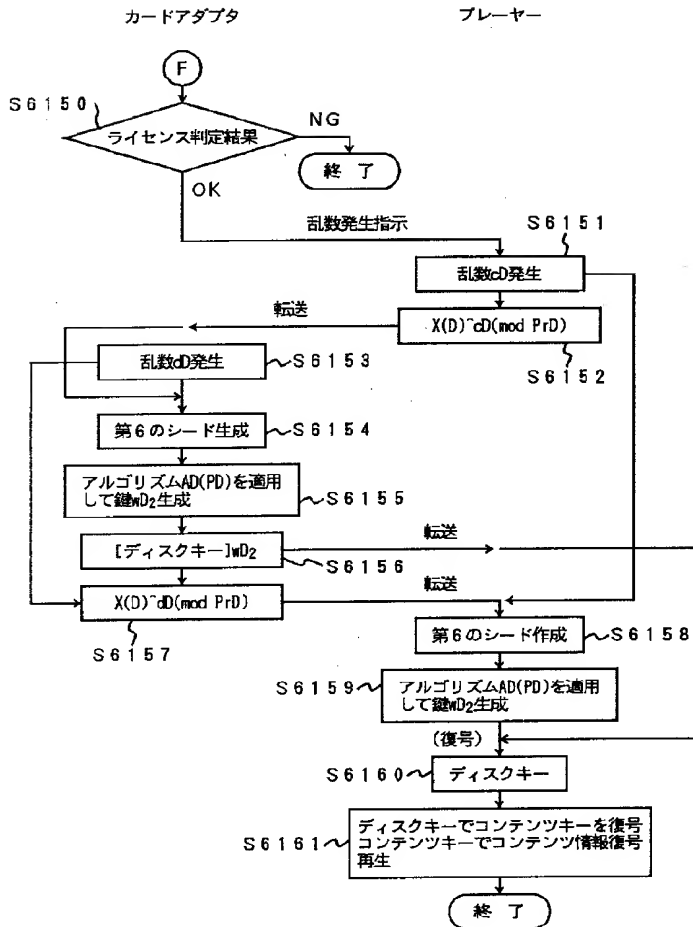 カードアダプタ
プレーヤー
F
S6150
ライセンス判定結果
NG
終 了
OK
乱数発生指示
S6151
乱数cD発生
転送
X(D)^cD(mod PrD)
S6152
乱数dD発生
S6153
第6のシード生成
S6154
アルゴリズムAD(PD)を適用
して鍵wD2生成
S6155
[ディスクキー]wD2
転送
S6156
転送
X(D)^dD(mod PrD)
S6157
第6のシード作成
S6158
S6159
アルゴリズムAD(PD)を適用
して鍵wD2生成
(復号)
S6160
ディスクキー
S6161
ディスクキーでコンテンツキーを復号
コンテンツキーでコンテンツ情報復号
再生
終 了